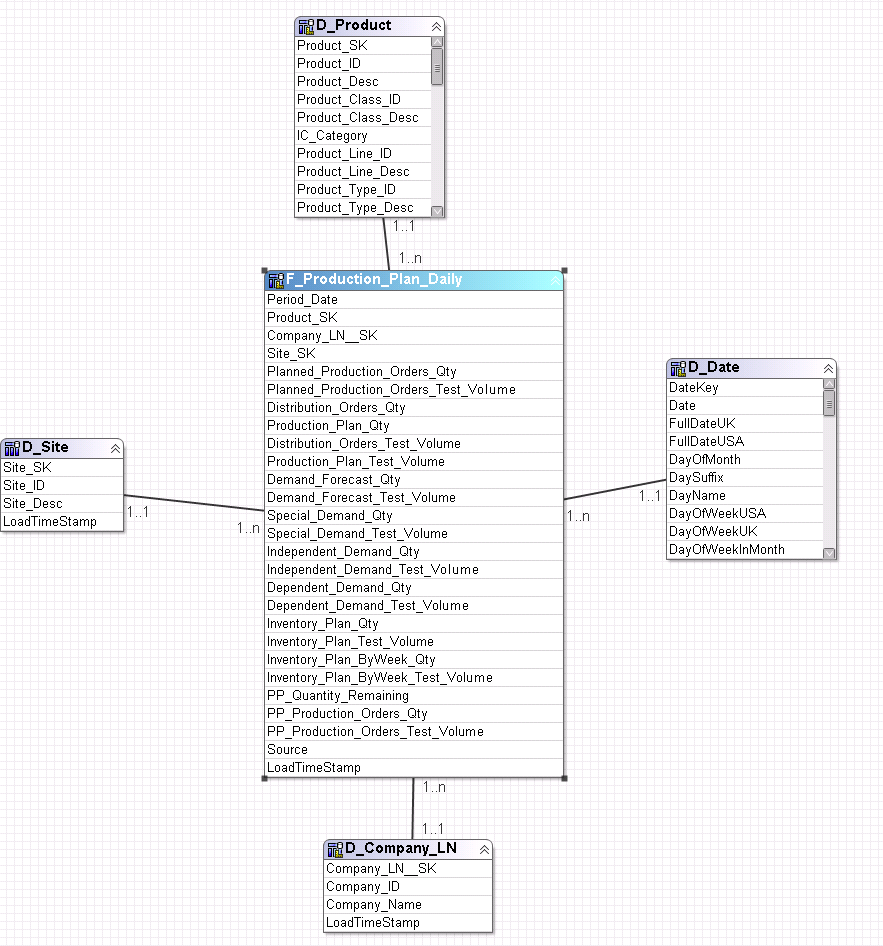 D_Product
Product_SK
Product_ID
Product_Desc
Product_Class_ID
Product_Class_Desc
IC_Category
Product_Line_ID
Product_Line_Desc
Product_Type_ID
Product_Type_Desc
1..1
1..n
F_Production_Plan_Daily
Period_Date
Product_SK
Company_LN__SK
Site_SK
Planned_Production_Orders_Qty
Planned_Production_Orders_Test_Volume
Distribution_Orders_Qty
Production_Plan_Qty
Distribution_Orders_Test_Volume
Production_Plan_Test_Volume
Demand_Forecast_Qty
Demand_Forecast_Test_Volume
Special_Demand_Qty
Special_Demand_Test_Volume
Independent_Demand_Qty
Independent_Demand_Test_Volume
Dependent_Demand_Qty
Dependent_Demand_Test_Volume
Inventory_Plan_Qty
Inventory_Plan_Test_Volume
Inventory_Plan_ByWeek_Qty
Inventory_Plan_ByWeek_Test_Volume
PP_Quantity_Remaining
PP_Production_Orders_Qty
PP_Production_Orders_Test_Volume
Source
LoadTimeStamp
D_Site
Site_SK
Site_ID
Site_Desc
LoadTimeStamp
1..1
1..n
D_Date
DateKey
Date
FullDateUK
FullDateUSA
DayOfMonth
DaySuffix
DayName
DayOfWeekUSA
DayOfWeekUK
DayOfWeekInMonth
1..1
1..n
1..n
1..1
D_Company_LN
Company_LN__SK
Company_ID
Company_Name
LoadTimeStamp